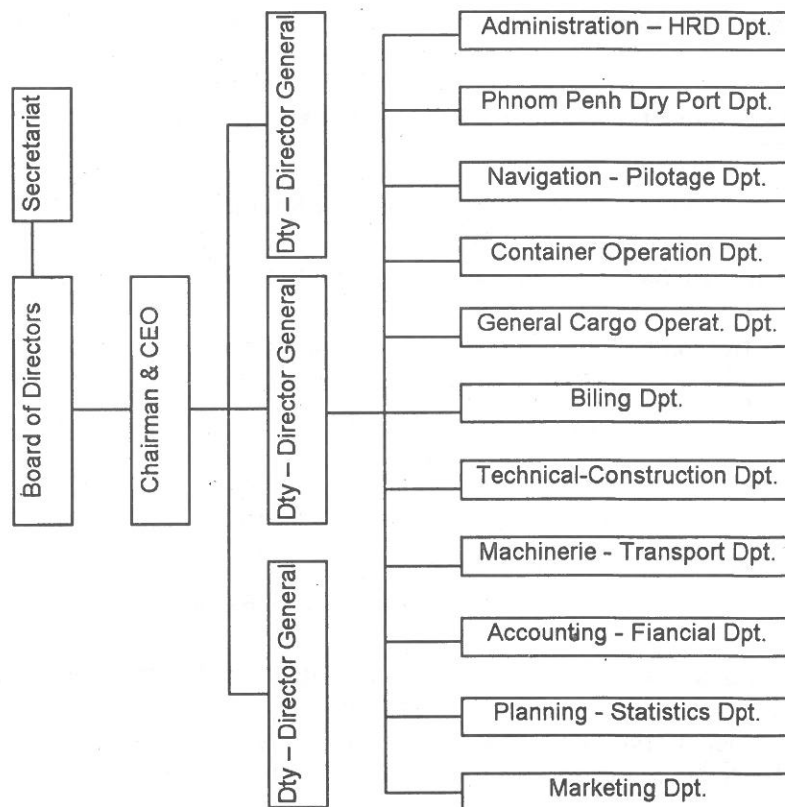 Secretariat
Board of Directors
Chairman & CEO
Dty – Director General
Dty – Director General
Dty – Director General
Administration – HRD Dpt.
Phnom Penh Dry Port Dpt.
Navigation - Pilotage Dpt.
Container Operation Dpt.
General Cargo Operat. Dpt.
Biling Dpt.
Technical-Construction Dpt.
Machinerie - Transport Dpt.
Accounting - Fiancial Dpt.
Planning - Statistics Dpt.
Marketing Dpt.